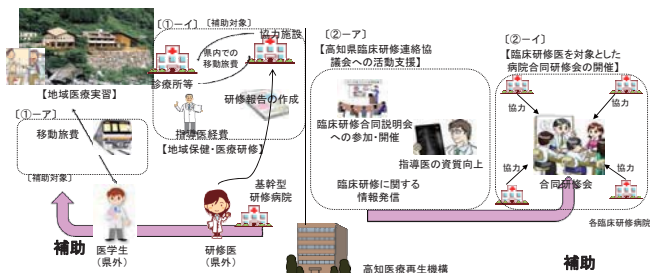 〔①－イ〕
〔補助対象〕
協力施設
県内での
移動旅費
診療所等
研修報告の作成
指導医経費
【地域保健・医療研修】
【地域医療実習】
〔①－ア〕
移動旅費
〔補助対象〕
基幹型
研修病院
補助
医学生
（県外）
研修医
（県外）
〔②－ア〕
【高知県臨床研修連絡協
議会への活動支援】
臨床研修合同説明会
への参加・開催
指導医の資質向上
臨床研修に関する
情報発信
高知医療再生機構
〔②－イ〕
【臨床研修医を対象とした
病院合同研修会の開催】
協力
協力
協力
協力
合同研修会
各臨床研修病院
補助